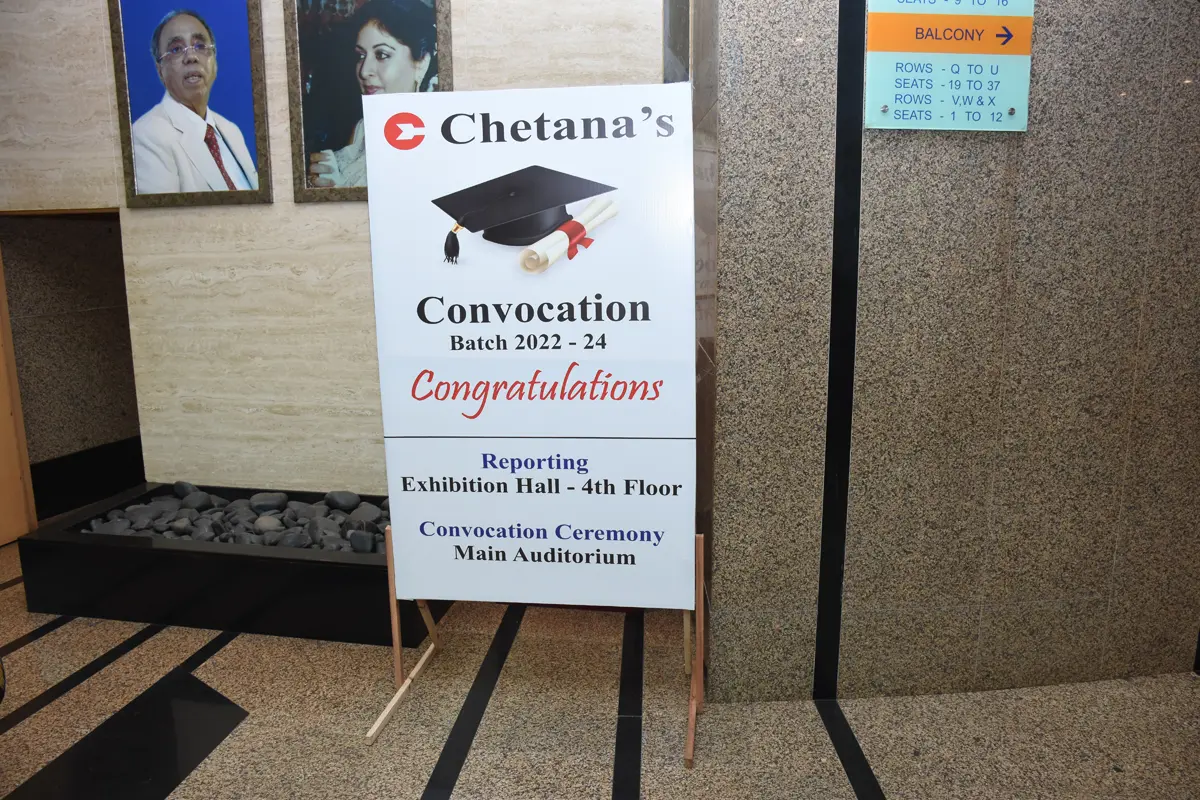 Chetana's
Convocation
Batch 2022 - 24
Congratulations
Reporting
Exhibition Hall - 4th Floor
Convocation Ceremony
Main Auditorium
SEATS - 9 TO 16
BALCONY
ROWS - Q TO U
SEATS - 19 TO 37
ROWS - V,W & X
SEATS - 1 TO 12